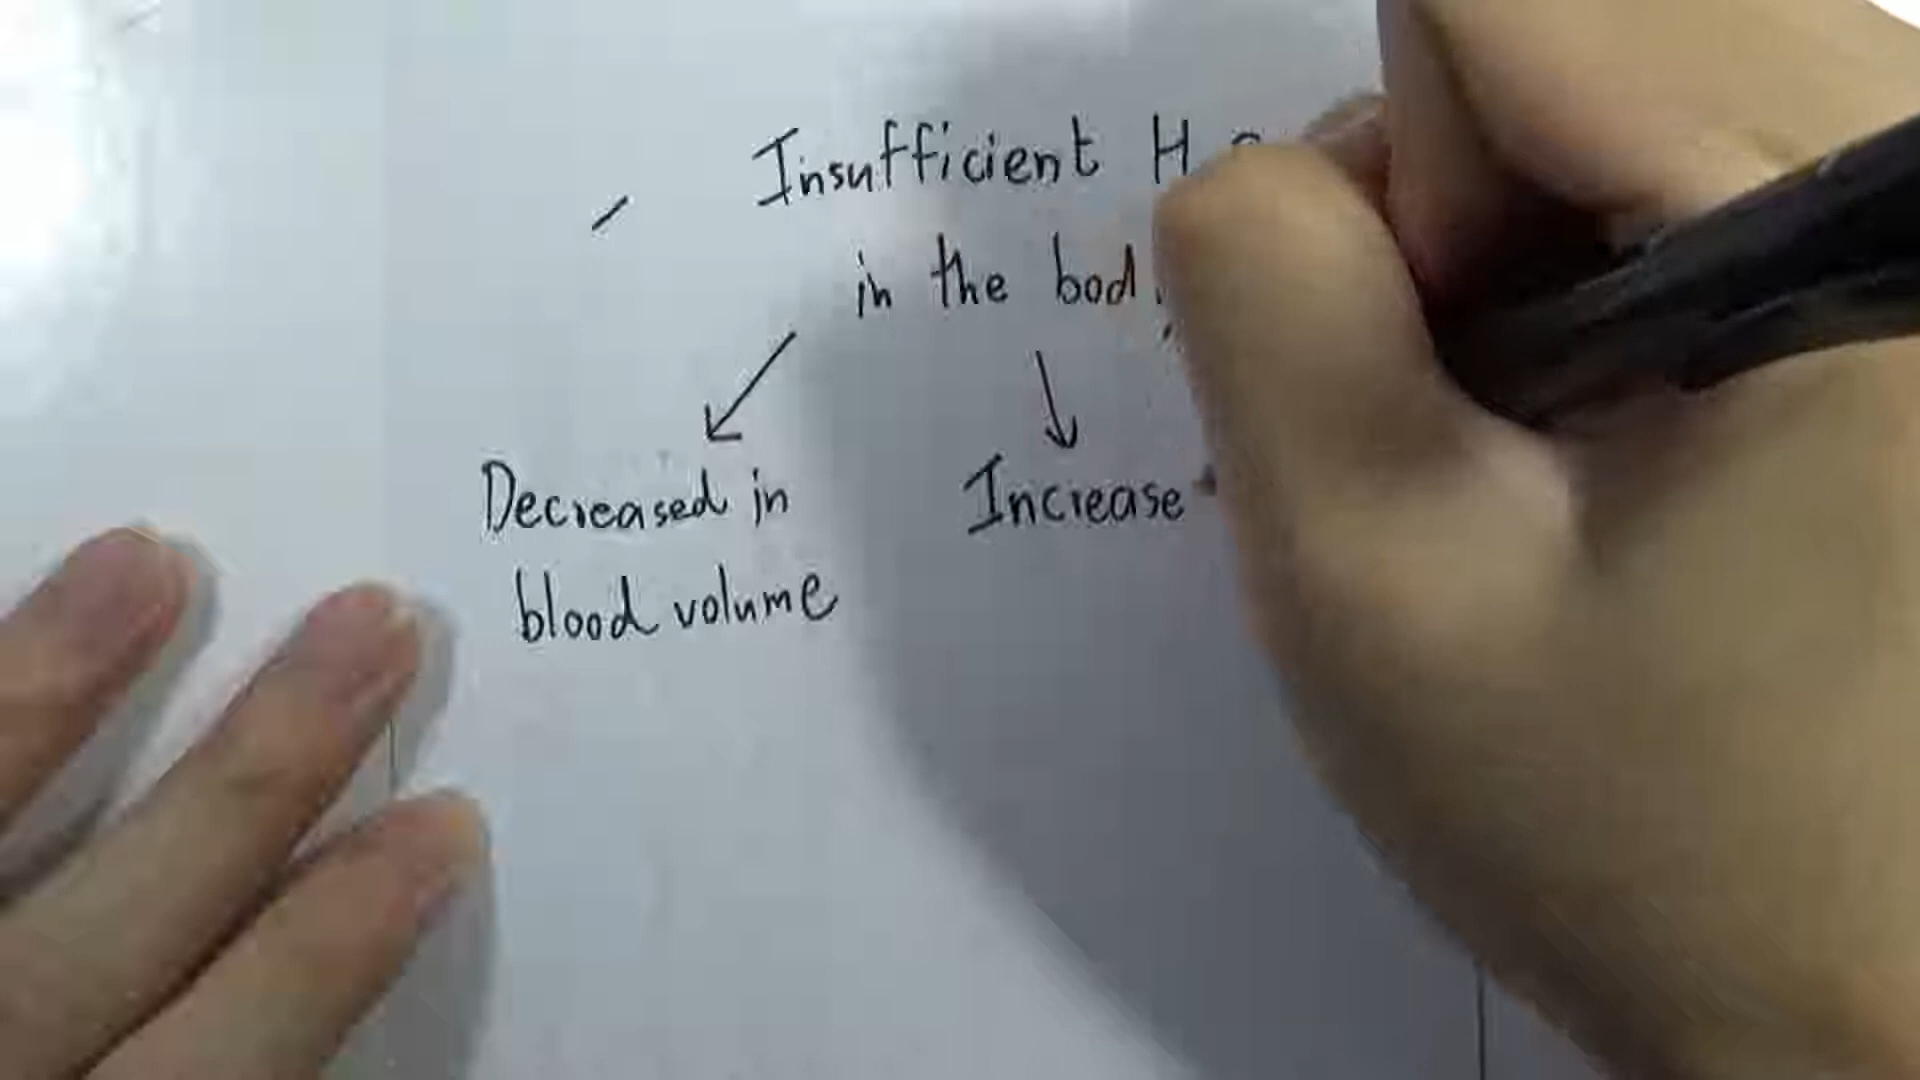 Insufficient H
in the bod
Decreased in
blood volume
Increase